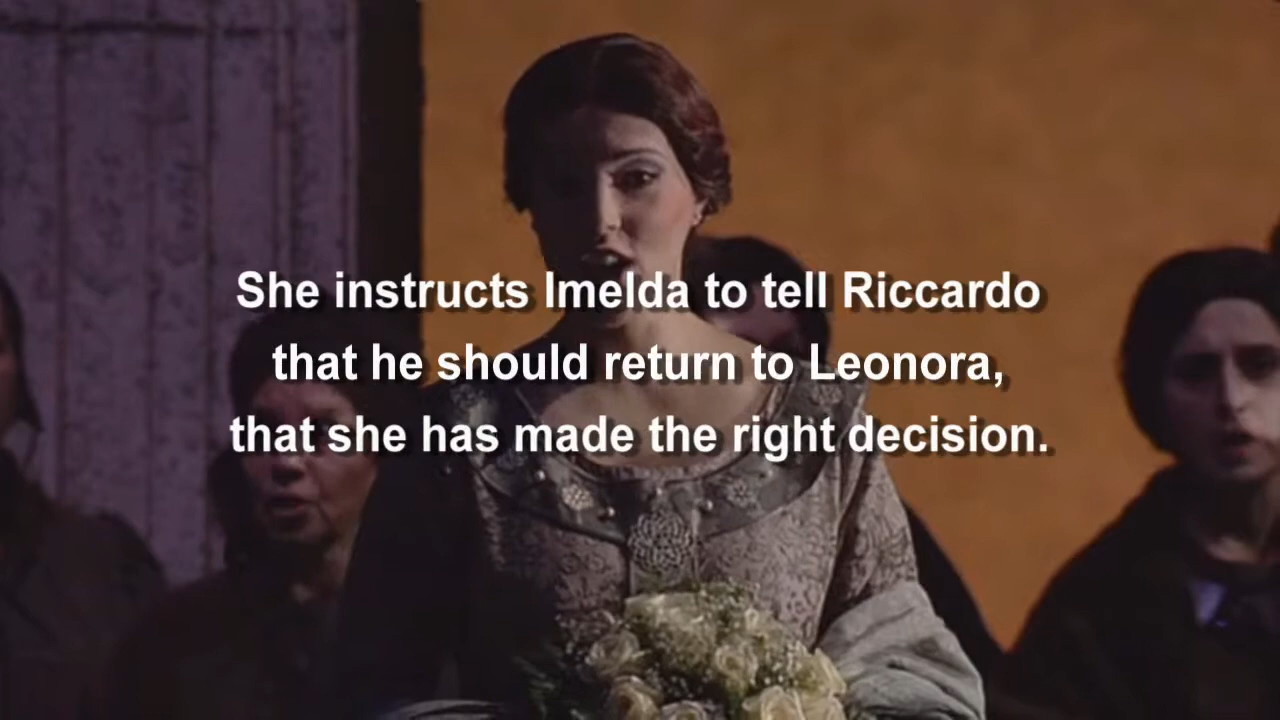 She instructs Imelda to tell Riccardo
that he should return to Leonora,
that she has made the right decision.